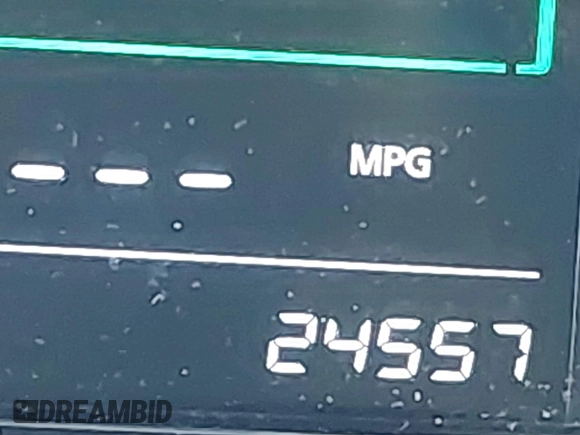 --- MPG
24557
DREAMBID